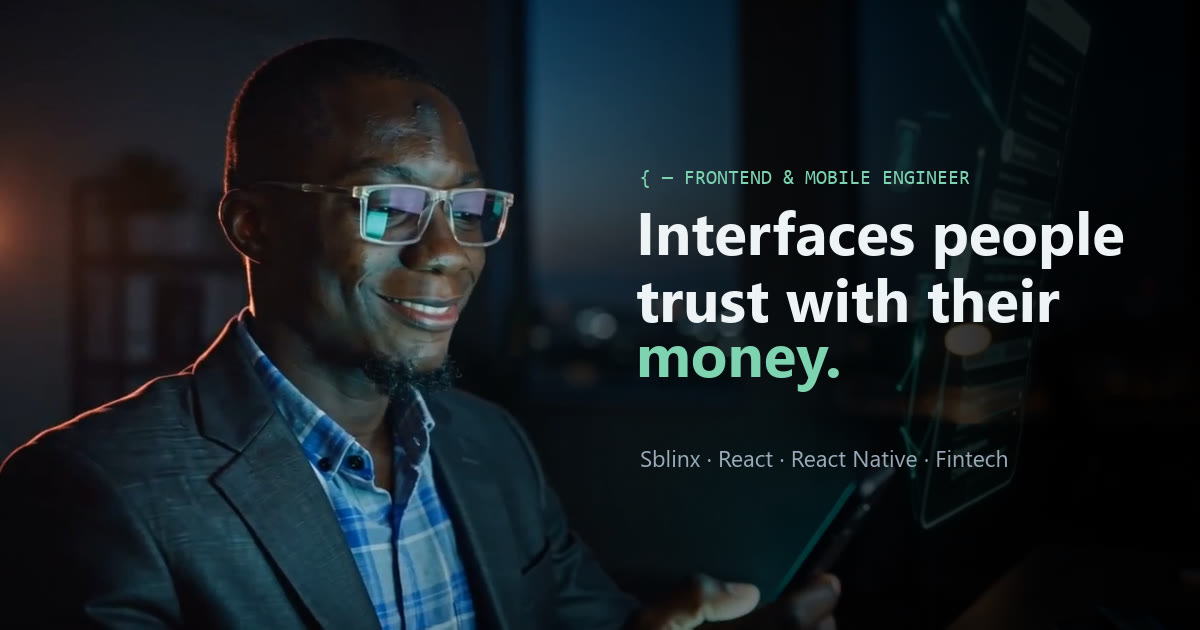 { — FRONTEND & MOBILE ENGINEER
Interfaces people
trust with their
money.
Sblinx · React · React Native · Fintech